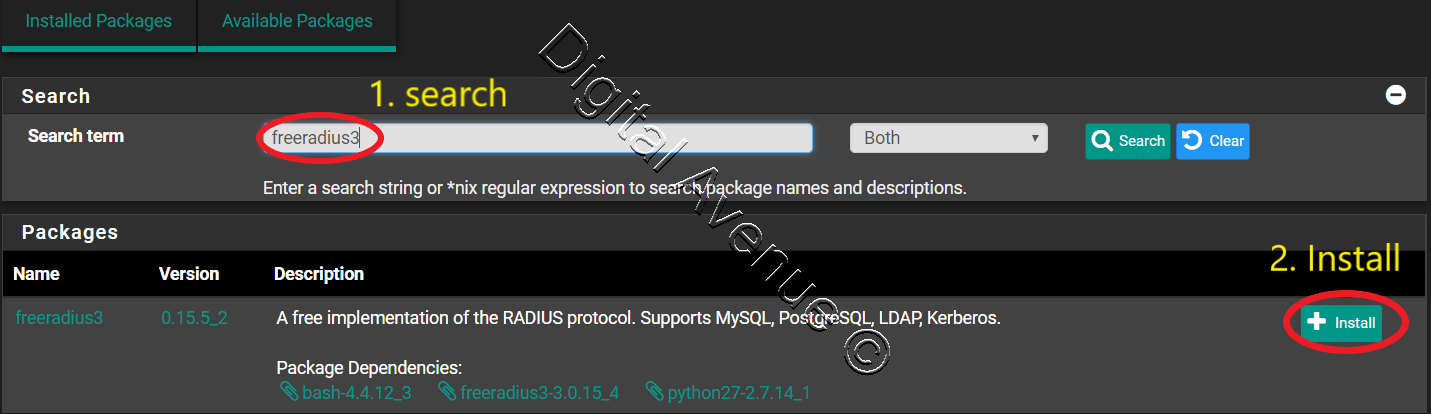 Installed Packages
Available Packages
Search
1. search
Search term
freeradius3
Both
Search
Clear
Enter a search string or *nix regular expression to search package names and descriptions.
Packages
Name Version Description
2. Install
freeradius3 0.15.5_2 A free implementation of the RADIUS protocol. Supports MySQL, PostgreSQL, LDAP, Kerberos.
Install
Package Dependencies:
bash-4.4.12_3 freeradius3-3.0.15_4 python27-2.7.14_1
Digital Avenue ©